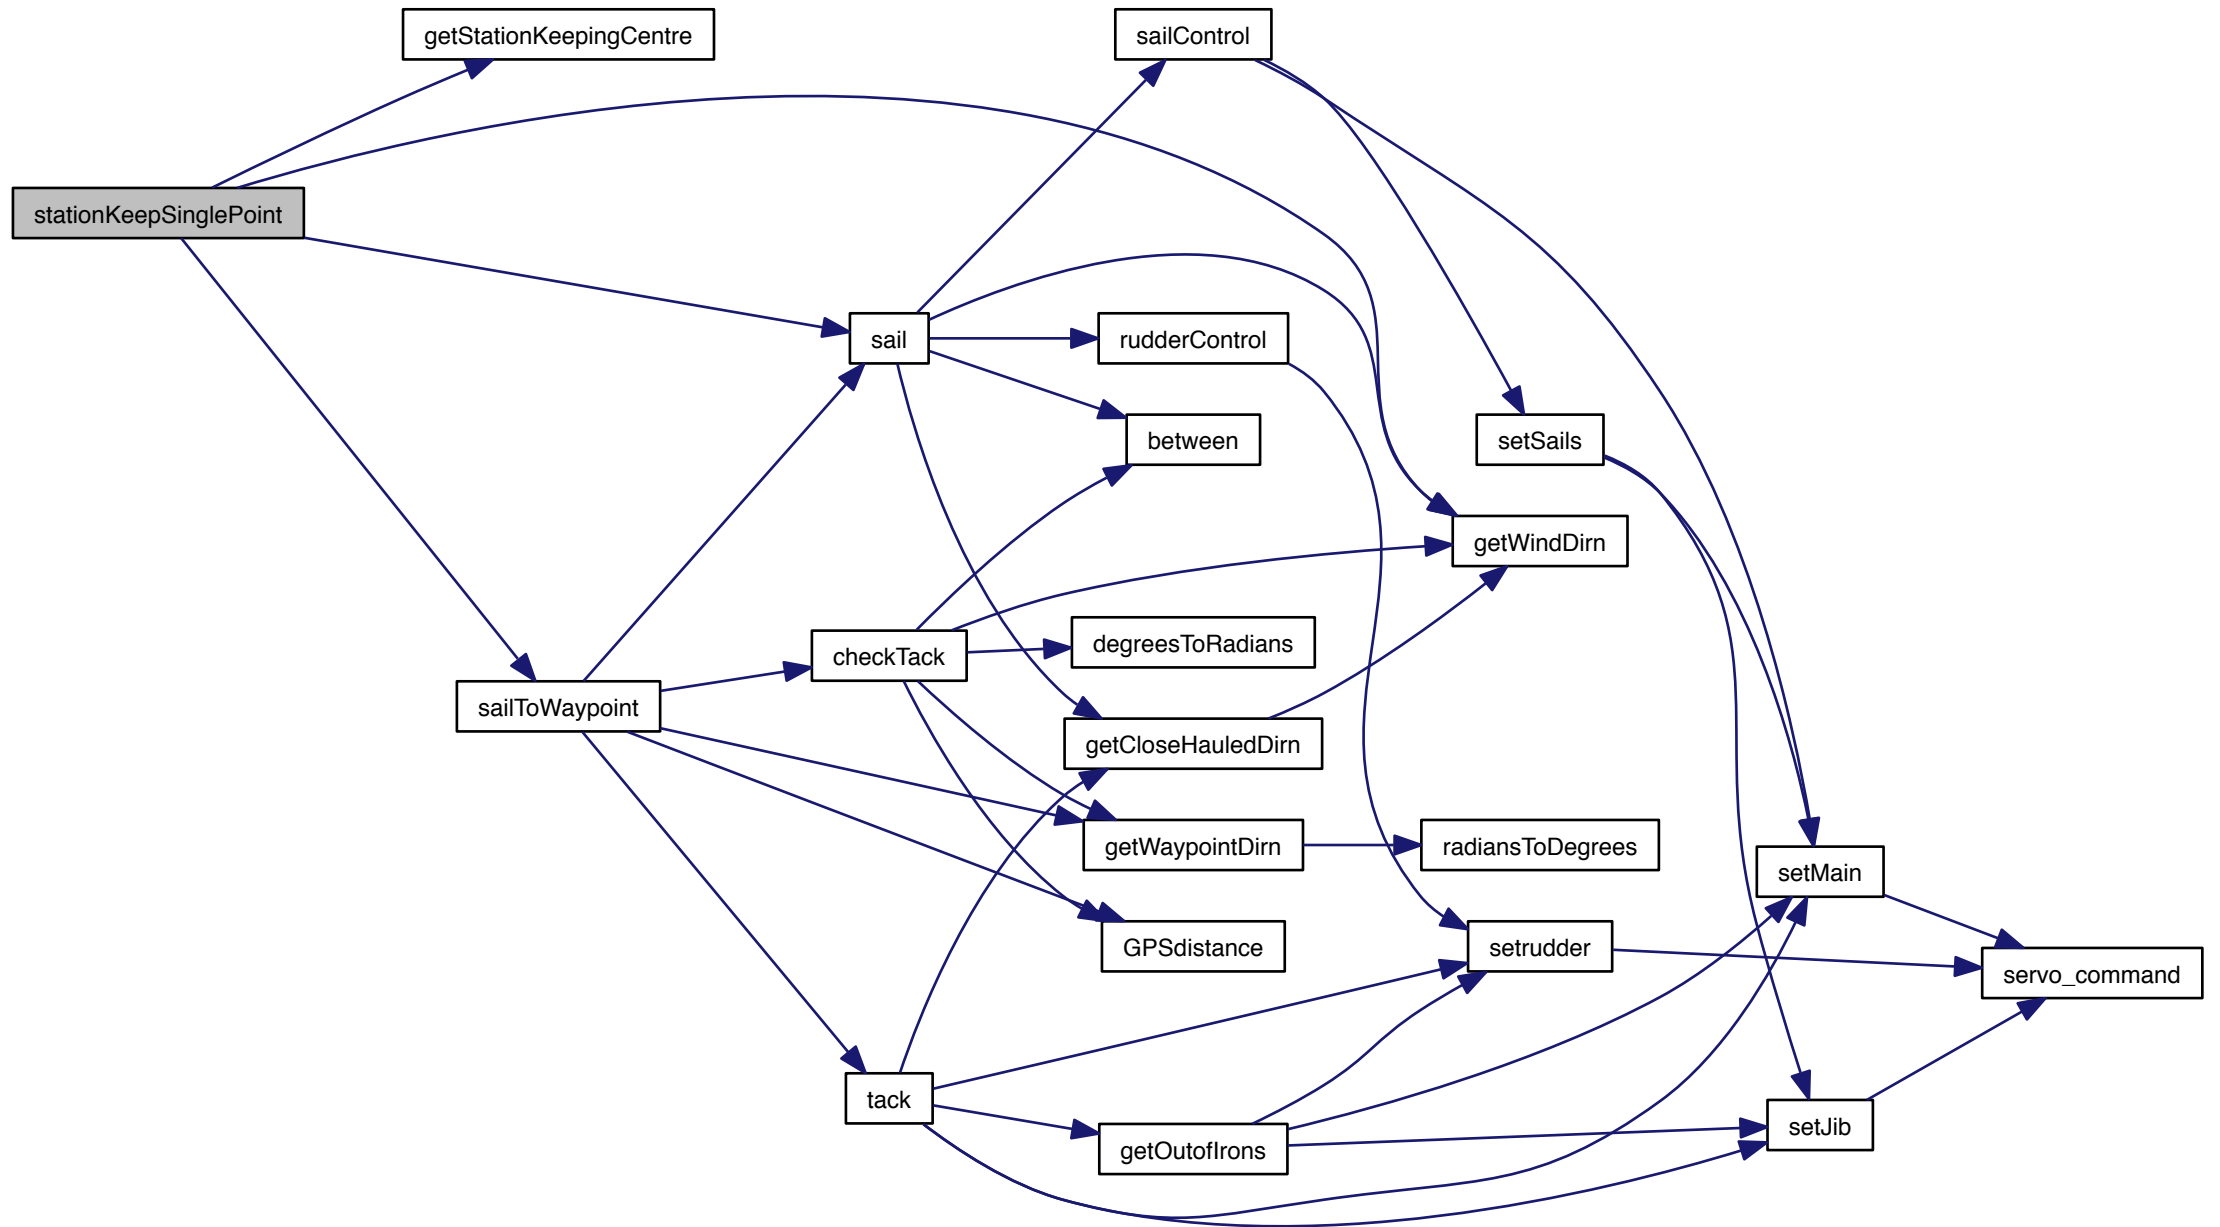 getStationKeepingCentre
sailControl
stationKeepSinglePoint
sail
rudderControl
between
setSails
getWindDirn
degreesToRadians
checkTack
sailToWaypoint
getCloseHauledDirn
getWaypointDirn
radiansToDegrees
setMain
GPSdistance
setrudder
servo_command
tack
getOutofIrons
setJib